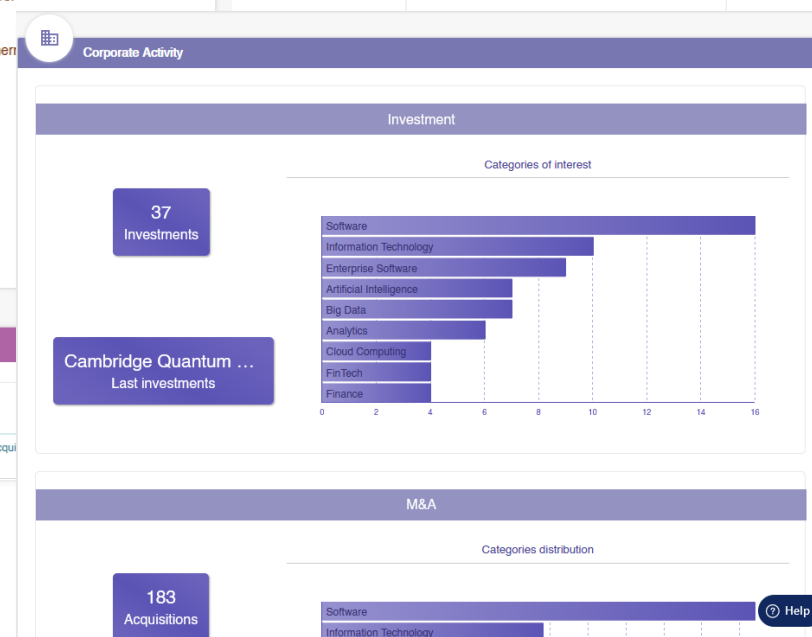 Corporate Activity
Investment
Categories of interest
37
Investments
Cambridge Quantum ...
Last investments
Software
Information Technology
Enterprise Software
Artificial Intelligence
Big Data
Analytics
Cloud Computing
FinTech
Finance
0 2 4 6 8 10 12 14 16
M&A
Categories distribution
183
Acquisitions
Software
Information Technology
Help